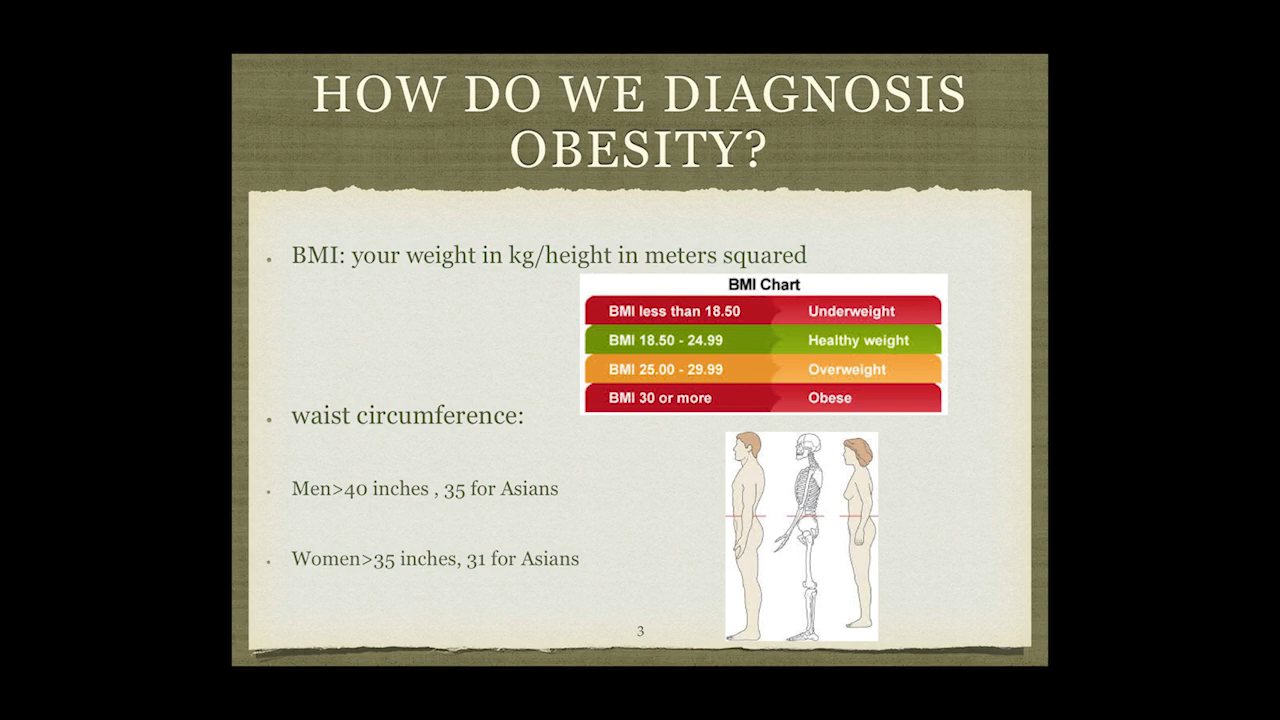 HOW DO WE DIAGNOSIS
OBESITY?
• BMI: your weight in kg/height in meters squared
BMI Chart
BMI less than 18.50 Underweight
BMI 18.50 - 24.99 Healthy weight
BMI 25.00 - 29.99 Overweight
BMI 30 or more Obese
• waist circumference:
• Men>40 inches , 35 for Asians
• Women>35 inches, 31 for Asians
3